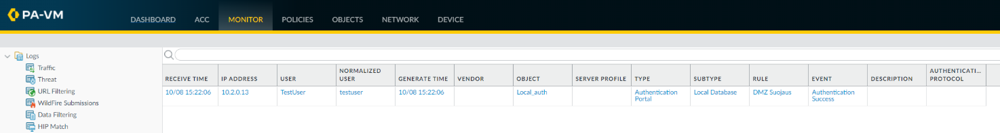 PA-VM
DASHBOARD ACC MONITOR POLICIES OBJECTS NETWORK DEVICE
Logs
Traffic
Threat
URL Filtering
WildFire Submissions
Data Filtering
HIP Match
RECEIVE TIME IP ADDRESS USER NORMALIZED USER GENERATE TIME VENDOR OBJECT SERVER PROFILE TYPE SUBTYPE RULE EVENT DESCRIPTION AUTHENTICATI... PROTOCOL
10/08 15:22:06 10.2.0.13 TestUser testuser 10/08 15:22:06 Local_auth Authentication Portal Local Database DMZ Suojaus Authentication Success